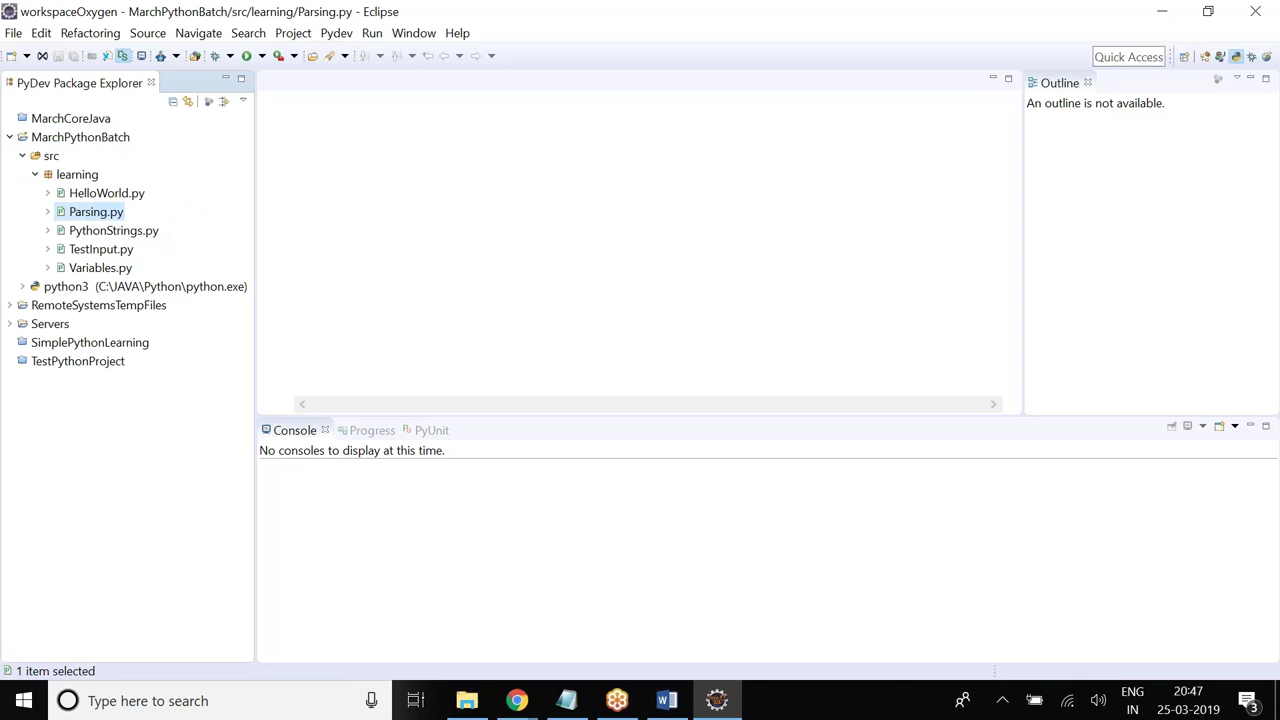 workspaceOxygen - MarchPythonBatch/src/learning/Parsing.py - Eclipse
File Edit Refactoring Source Navigate Search Project Pydev Run Window Help
Quick Access
PyDev Package Explorer
Outline
An outline is not available.
MarchCoreJava
MarchPythonBatch
src
learning
HelloWorld.py
Parsing.py
PythonStrings.py
TestInput.py
Variables.py
python3 (C:\JAVA\Python\python.exe)
RemoteSystemsTempFiles
Servers
SimplePythonLearning
TestPythonProject
Console Progress PyUnit
No consoles to display at this time.
1 item selected
Type here to search
ENG
IN
20:47
25-03-2019
3